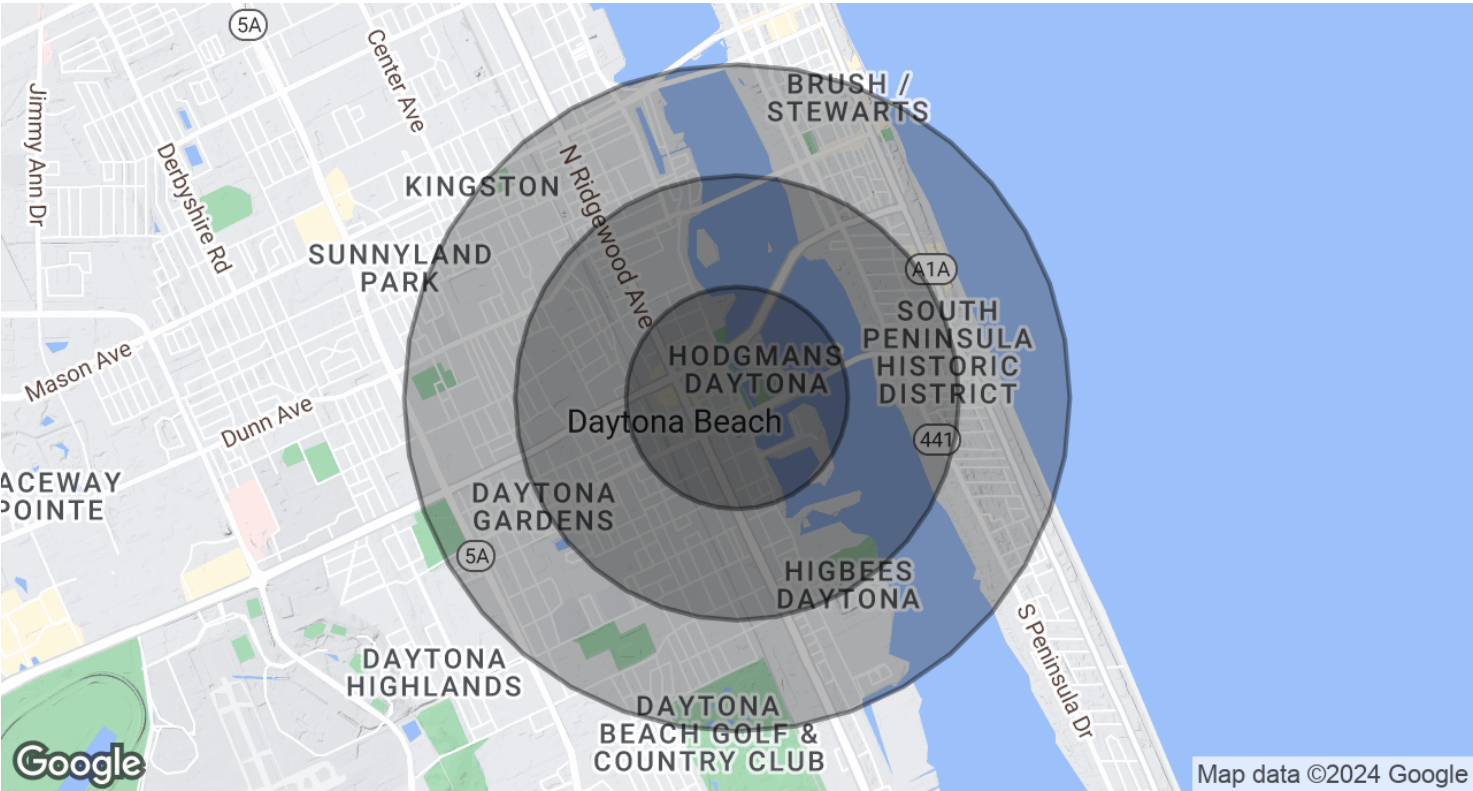 5A
Center Ave
Jimmy Ann Dr
BRUSH /
STEWARTS
Derbyshire Rd
N Ridgewood Ave
KINGSTON
SUNNYLAND
PARK
A1A
SOUTH
PENINSULA
HISTORIC
DISTRICT
HODGMANS
DAYTONA
Mason Ave
Dunn Ave
Daytona Beach
441
ACEWAY
POINTE
DAYTONA
GARDENS
5A
HIGBEES
DAYTONA
S Peninsula Dr
DAYTONA
HIGHLANDS
DAYTONA
BEACH GOLF &
COUNTRY CLUB
Google
Map data ©2024 Google